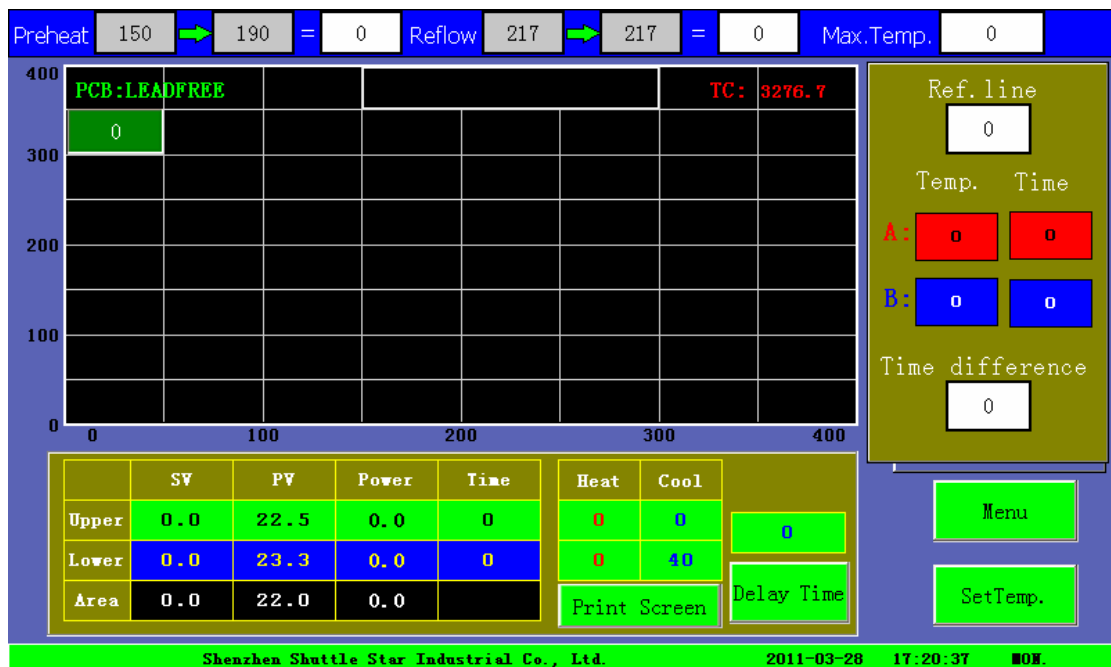 Preheat 150 190 = 0 Reflow 217 217 = 0 Max.Temp. 0
400 PCB:LEADFREE TC: 3276.7
0
300
200
100
0
0 100 200 300 400
Ref.line
0
Temp. Time
A: 0 0
B: 0 0
Time difference
0
SV PV Power Time Heat Cool
Upper 0.0 22.5 0.0 0 0 0 0
Lower 0.0 23.3 0.0 0 0 40
Area 0.0 22.0 0.0 Print Screen Delay Time
Menu
SetTemp.
Shenzhen Shuttle Star Industrial Co., Ltd. 2011-03-28 17:20:37 MON.